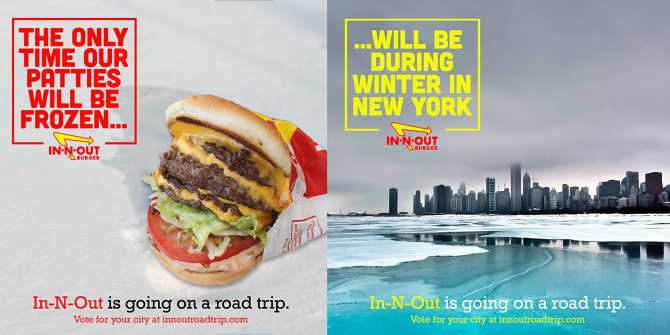 THE ONLY
TIME OUR
PATTIES
WILL BE
FROZEN...
IN-N-OUT
BURGER
In-N-Out is going on a road trip.
Vote for your city at innoutroadtrip.com
...WILL BE
DURING
WINTER IN
NEW YORK
IN-N-OUT
BURGER
In-N-Out is going on a road trip.
Vote for your city at innoutroadtrip.com